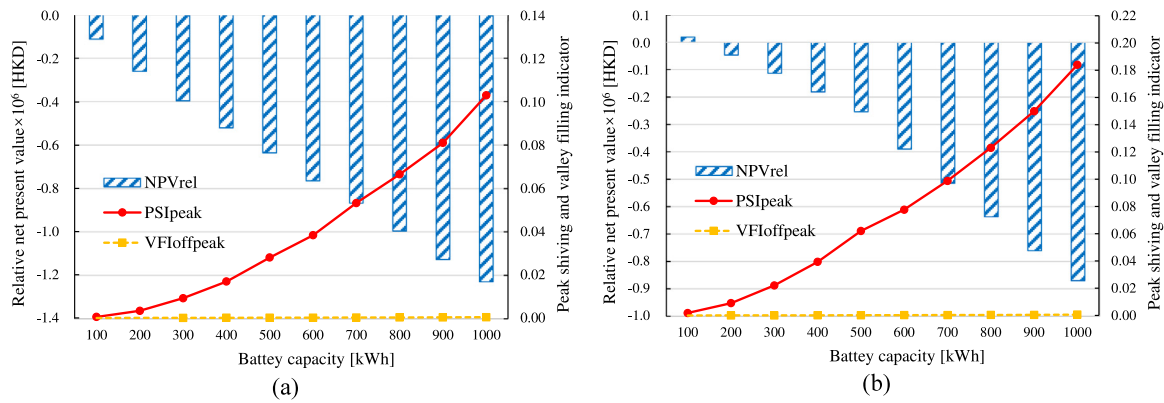 0.0
-0.2
-0.4
-0.6
-0.8
-1.0
-1.2
-1.4
Relative net present value×10⁶ [HKD]
0.14
0.12
0.10
0.08
0.06
0.04
0.02
0.00
Peak shiving and valley filling indicator
NPVrel
PSIpeak
VFIoffpeak
100 200 300 400 500 600 700 800 900 1000
Battey capacity [kWh]
(a)
0.1
0.0
-0.1
-0.2
-0.3
-0.4
-0.5
-0.6
-0.7
-0.8
-0.9
-1.0
Relative net present value×10⁶ [HKD]
0.22
0.20
0.18
0.16
0.14
0.12
0.10
0.08
0.06
0.04
0.02
0.00
Peak shiving and valley filling indicator
NPVrel
PSIpeak
VFIoffpeak
100 200 300 400 500 600 700 800 900 1000
Battey capacity [kWh]
(b)